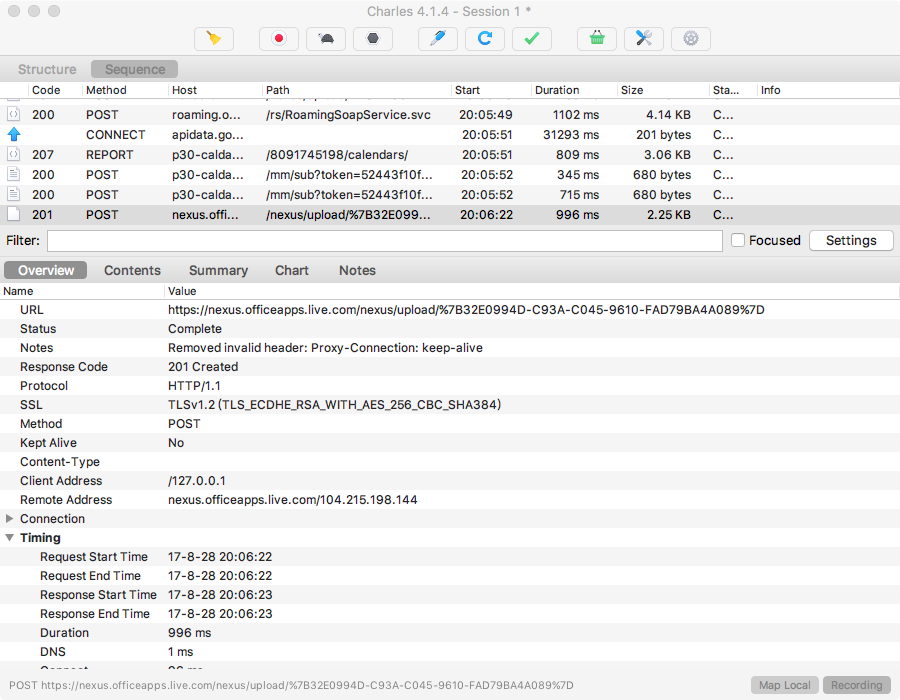 Charles 4.1.4 - Session 1 *
Structure Sequence
Code Method Host Path Start Duration Size Sta... Info
200 POST roaming.o... /rs/RoamingSoapService.svc 20:05:49 1102 ms 4.14 KB C...
CONNECT apidata.go... 20:05:51 31293 ms 201 bytes C...
207 REPORT p30-calda... /8091745198/calendars/ 20:05:51 809 ms 3.06 KB C...
200 POST p30-calda... /mm/sub?token=52443f10f... 20:05:52 345 ms 680 bytes C...
200 POST p30-calda... /mm/sub?token=52443f10f... 20:05:52 715 ms 680 bytes C...
201 POST nexus.offi... /nexus/upload/%7B32E099... 20:06:22 996 ms 2.25 KB C...
Filter: Focused Settings
Overview Contents Summary Chart Notes
Name Value
URL https://nexus.officeapps.live.com/nexus/upload/%7B32E0994D-C93A-C045-9610-FAD79BA4A089%7D
Status Complete
Notes Removed invalid header: Proxy-Connection: keep-alive
Response Code 201 Created
Protocol HTTP/1.1
SSL TLSv1.2 (TLS_ECDHE_RSA_WITH_AES_256_CBC_SHA384)
Method POST
Kept Alive No
Content-Type
Client Address /127.0.0.1
Remote Address nexus.officeapps.live.com/104.215.198.144
Connection
Timing
Request Start Time 17-8-28 20:06:22
Request End Time 17-8-28 20:06:22
Response Start Time 17-8-28 20:06:23
Response End Time 17-8-28 20:06:23
Duration 996 ms
DNS 1 ms
POST https://nexus.officeapps.live.com/nexus/upload/%7B32E0994D-C93A-C045-9610-FAD79BA4A089%7D Map Local Recording